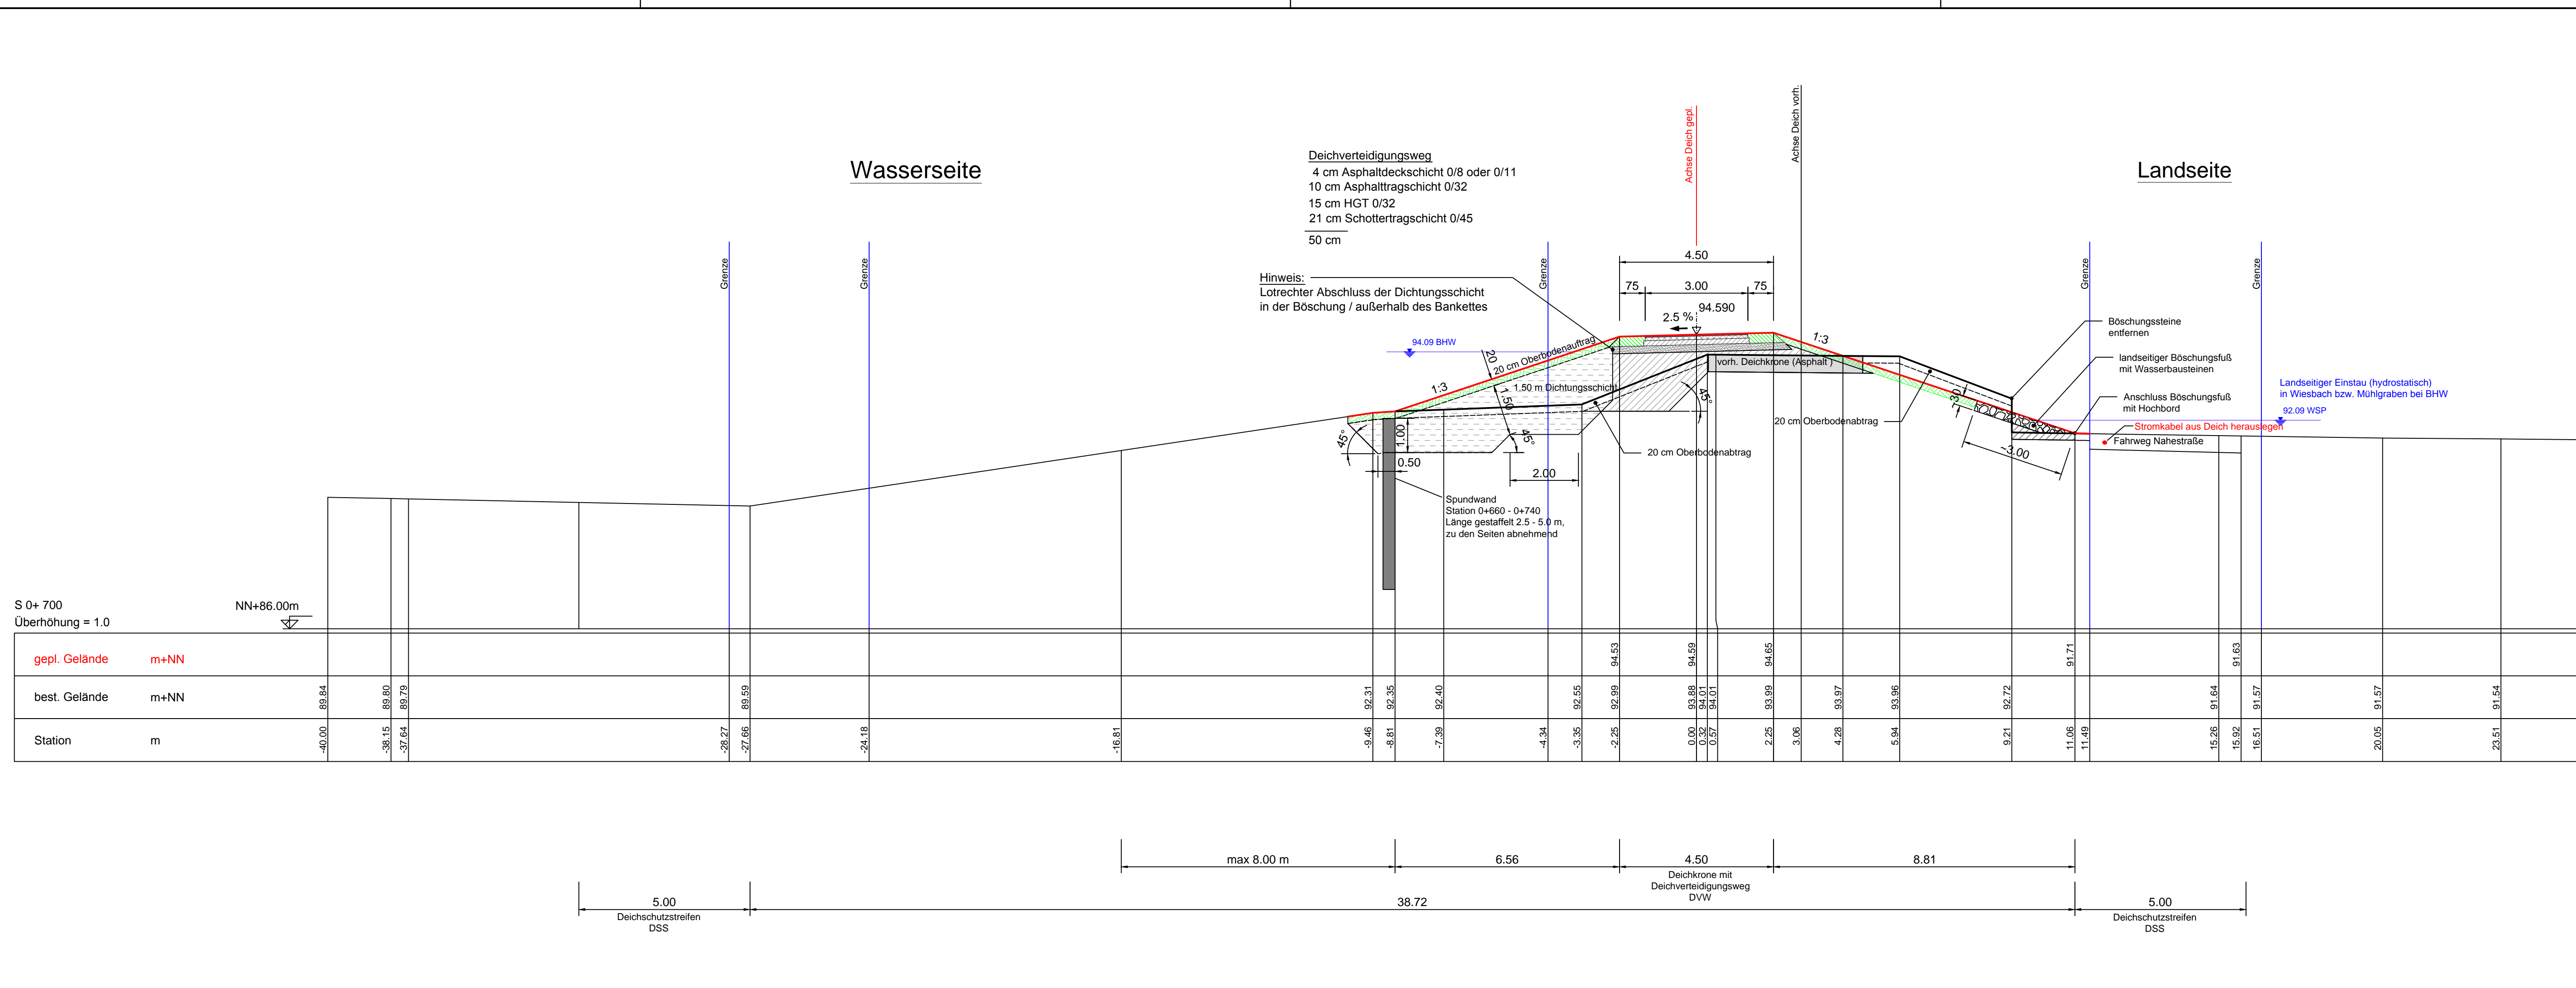 Wasserseite
Landseite
Deichverteidigungsweg
4 cm Asphaltdeckschicht 0/8 oder 0/11
10 cm Asphalttragschicht 0/32
15 cm HGT 0/32
21 cm Schottertragschicht 0/45
50 cm
Hinweis:
Lotrechter Abschluss der Dichtungsschicht
in der Böschung / außerhalb des Bankettes
Achse Deich gepl.
Achse Deich vorh.
Grenze
Grenze
Grenze
Grenze
Grenze
4.50
75
3.00
75
94.590
2.5 %
94.09 BHW
1:3
20
20 cm Oberbodenauftrag
1:3
vorh. Deichkrone (Asphalt )
1.50 m Dichtungsschicht
1.50
45°
45°
45°
1.00
0.50
2.00
20 cm Oberbodenabtrag
20 cm Oberbodenabtrag
30
~3.00
Böschungssteine
entfernen
landseitiger Böschungsfuß
mit Wasserbausteinen
Anschluss Böschungsfuß
mit Hochbord
Stromkabel aus Deich herauslegen
Fahrweg Nahestraße
Landseitiger Einstau (hydrostatisch)
in Wiesbach bzw. Mühlgraben bei BHW
92.09 WSP
Spundwand
Station 0+660 - 0+740
Länge gestaffelt 2.5 - 5.0 m,
zu den Seiten abnehmend
S 0+ 700
Überhöhung = 1.0
NN+86.00m
gepl. Gelände m+NN
94.53 94.59 94.65 91.71 91.63
best. Gelände m+NN
89.84 89.80 89.79 89.59 92.31 92.35 92.40 92.55 92.99 93.88 94.01 94.01 93.99 93.97 93.96 92.72 91.64 91.57 91.57 91.54
Station m
-40.00 -38.15 -37.64 -28.27 -27.66 -24.18 -16.81 -9.46 -8.81 -7.39 -4.34 -3.35 -2.25 0.00 0.32 0.57 2.25 3.06 4.28 5.94 9.21 11.06 11.49 15.26 15.92 16.51 20.05 23.51
max 8.00 m
6.56
4.50
8.81
Deichkrone mit
Deichverteidigungsweg
DVW
5.00
38.72
5.00
Deichschutzstreifen
DSS
Deichschutzstreifen
DSS